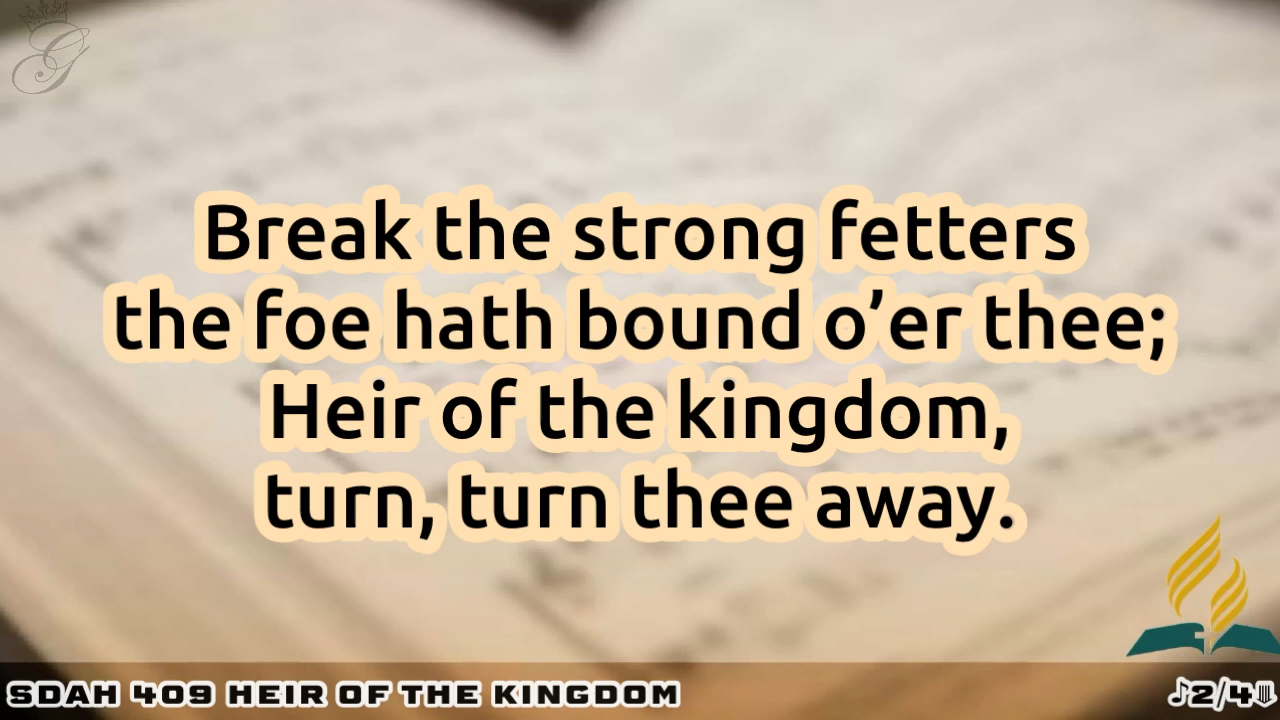 G
Break the strong fetters
the foe hath bound o’er thee;
Heir of the kingdom,
turn, turn thee away.
SDAH 409 HEIR OF THE KINGDOM
♪2/4